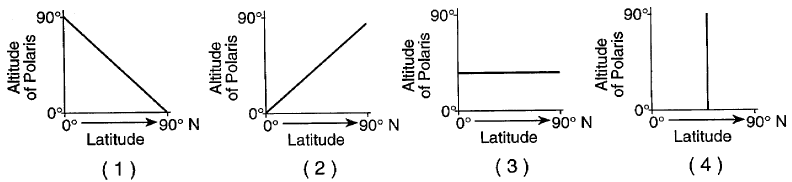 90°
Altitude
of Polaris
0°
0° 90° N
Latitude
(1)
90°
Altitude
of Polaris
0°
0° 90° N
Latitude
(2)
90°
Altitude
of Polaris
0°
0° 90° N
Latitude
(3)
90°
Altitude
of Polaris
0°
0° 90° N
Latitude
(4)